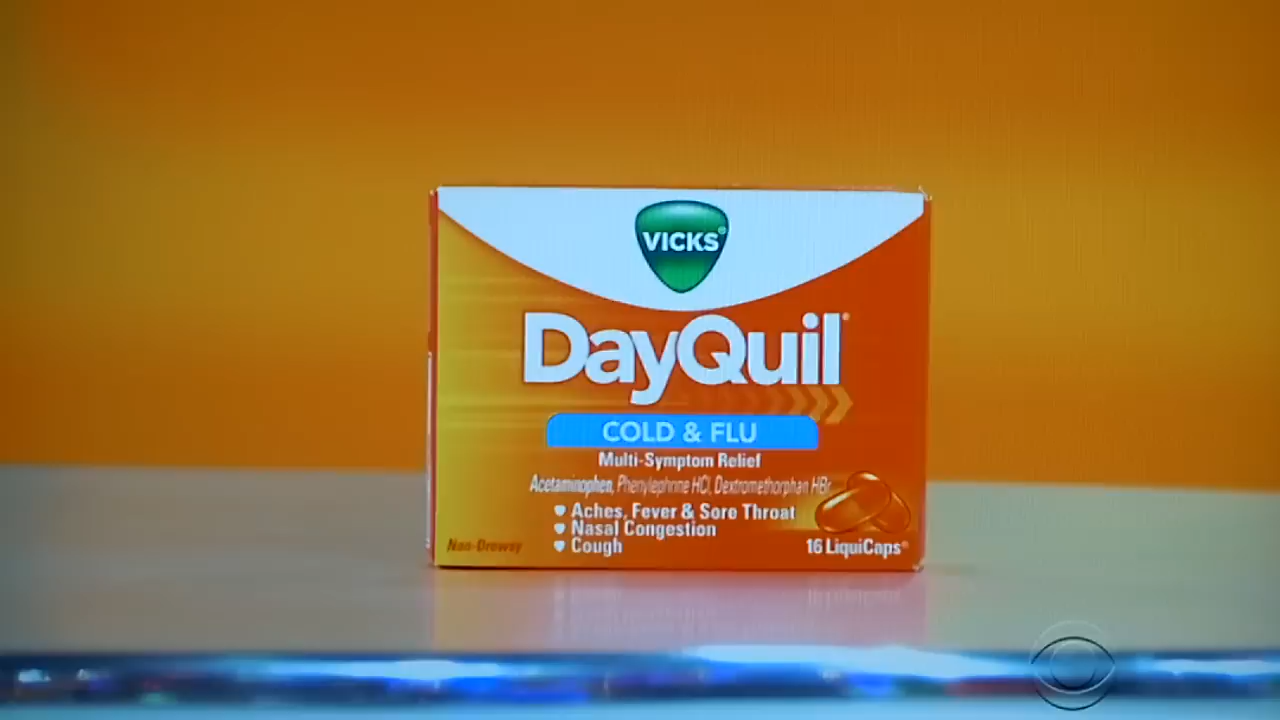 VICKS®
DayQuil®
COLD & FLU
Multi-Symptom Relief
Acetaminophen, Phenylephrine HCl, Dextromethorphan HBr
Aches, Fever & Sore Throat
Nasal Congestion
Cough
Non-Drowsy
16 LiquiCaps®